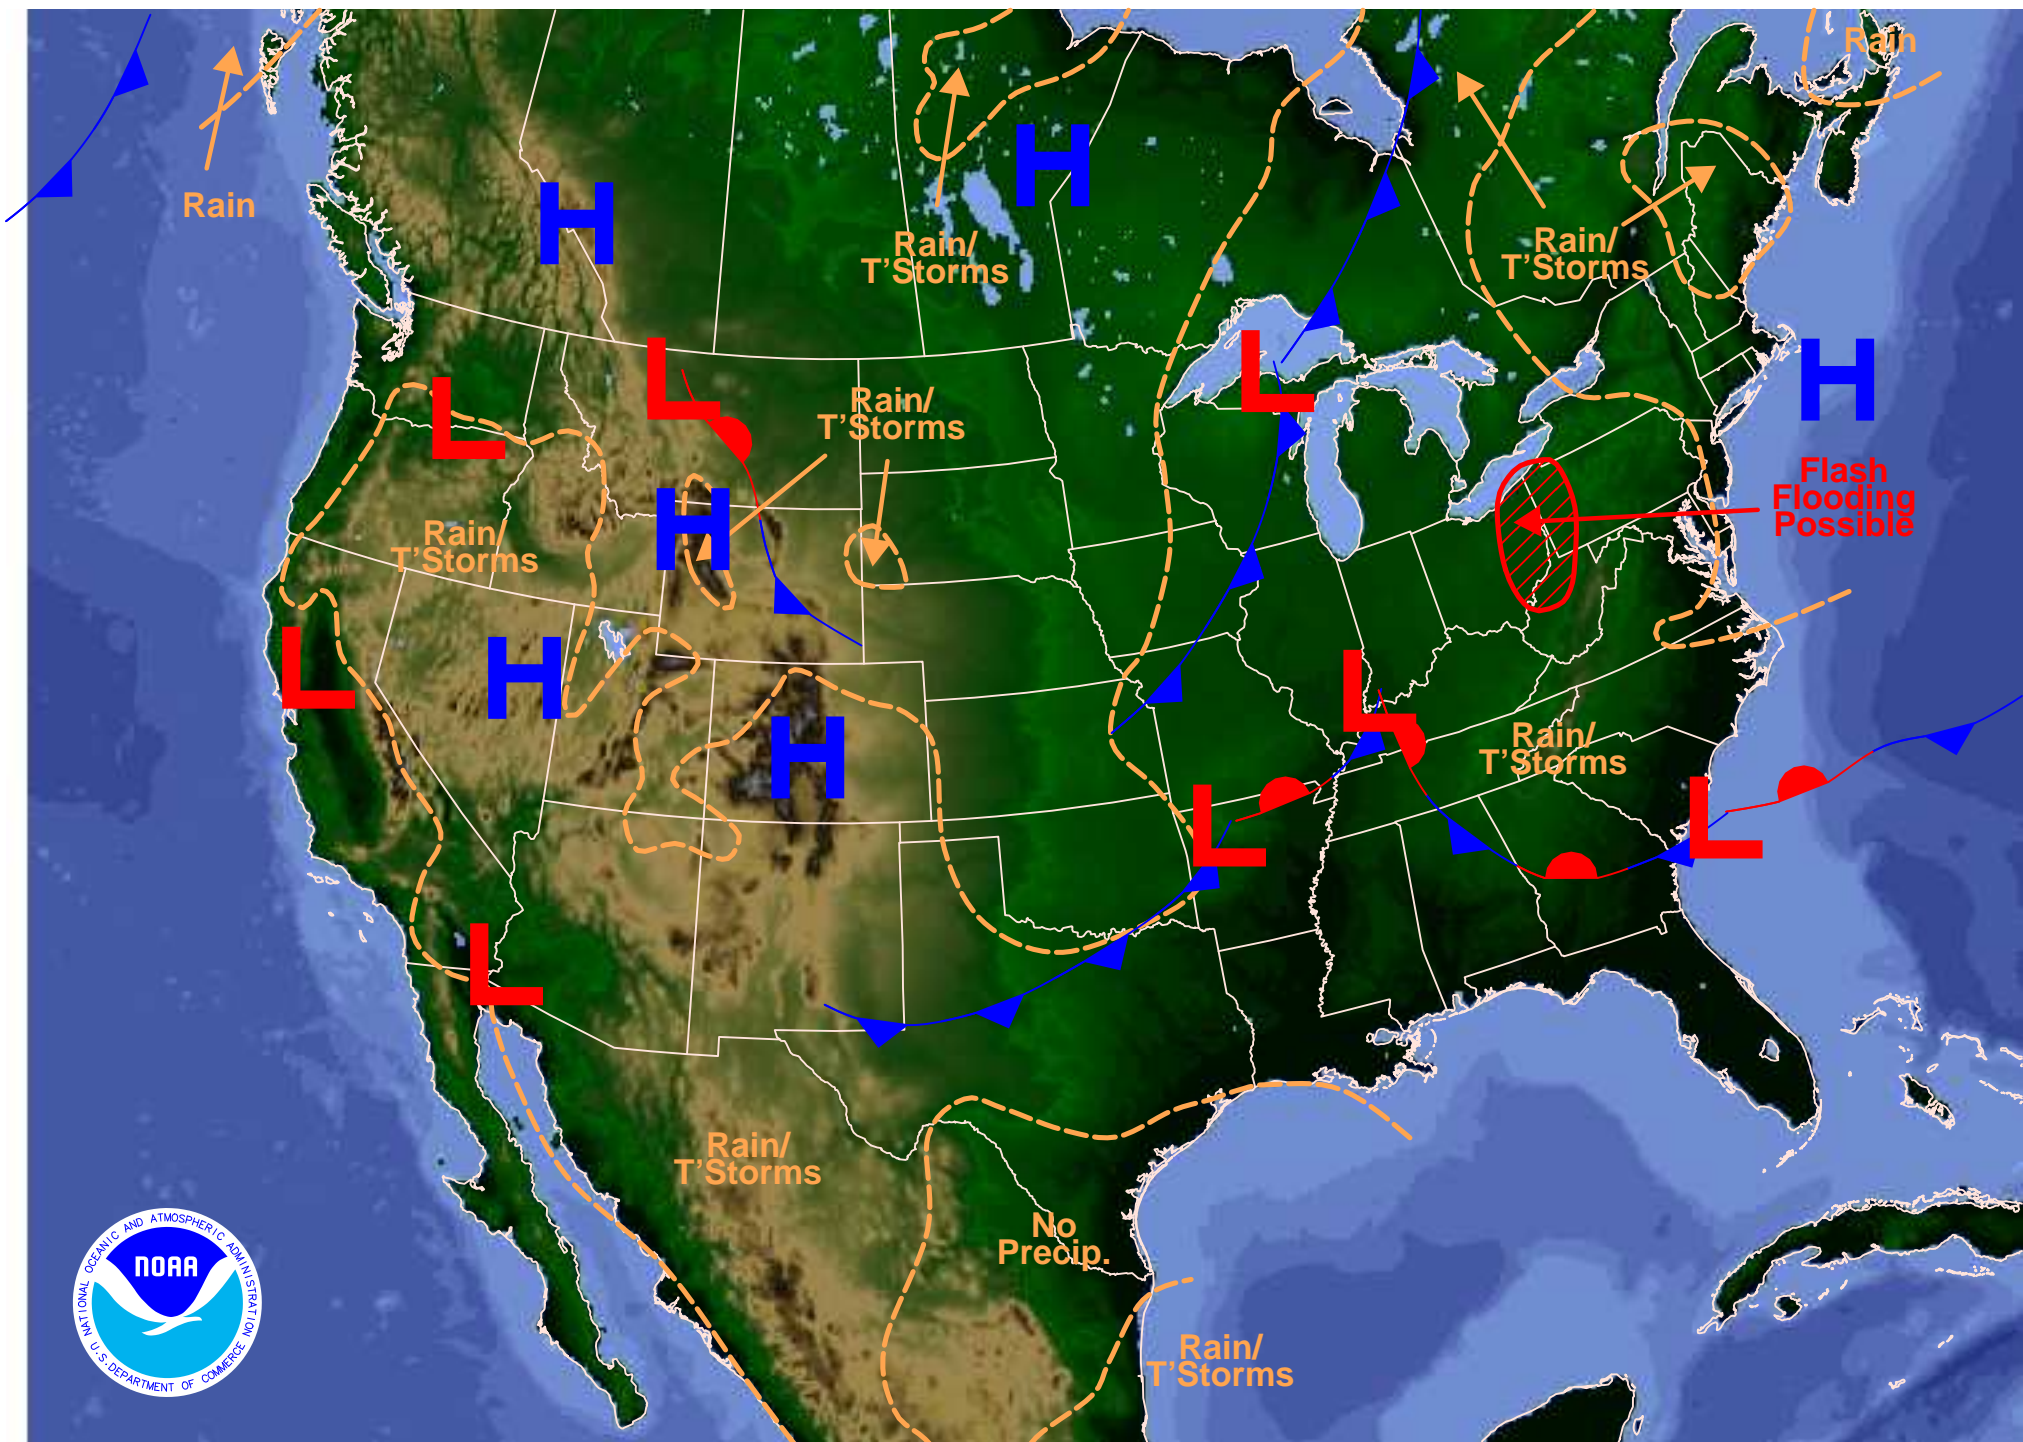 Rain
Rain
H
H
Rain/
T'Storms
Rain/
T'Storms
L
L
L
H
Rain/
T'Storms
L
Flash
Flooding
Possible
H
Rain/
T'Storms
L
H
L
H
Rain/
T'Storms
L
L
L
Rain/
T'Storms
No
Precip.
Rain/
T'Storms
NATIONAL OCEANIC AND ATMOSPHERIC ADMINISTRATION
NOAA
U.S. DEPARTMENT OF COMMERCE